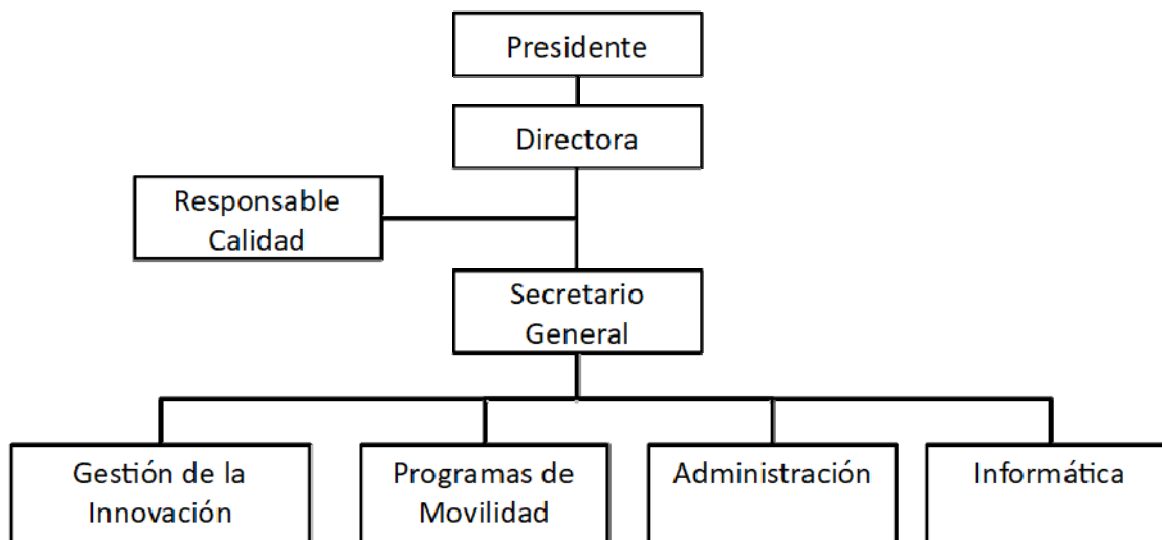 Presidente
Directora
Responsable
Calidad
Secretario
General
Gestión de la
Innovación
Programas de
Movilidad
Administración
Informática